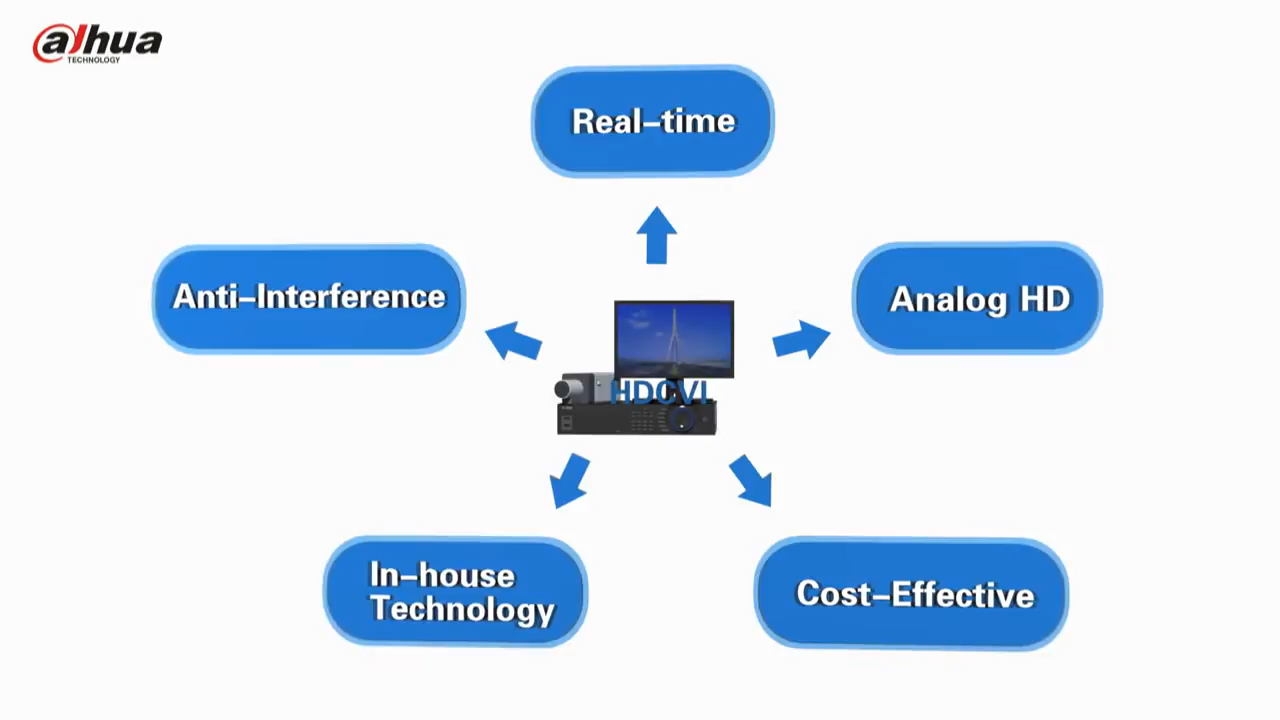 alhua
TECHNOLOGY
Real-time
Anti-Interference
Analog HD
HDCVI
In-house
Technology
Cost-Effective